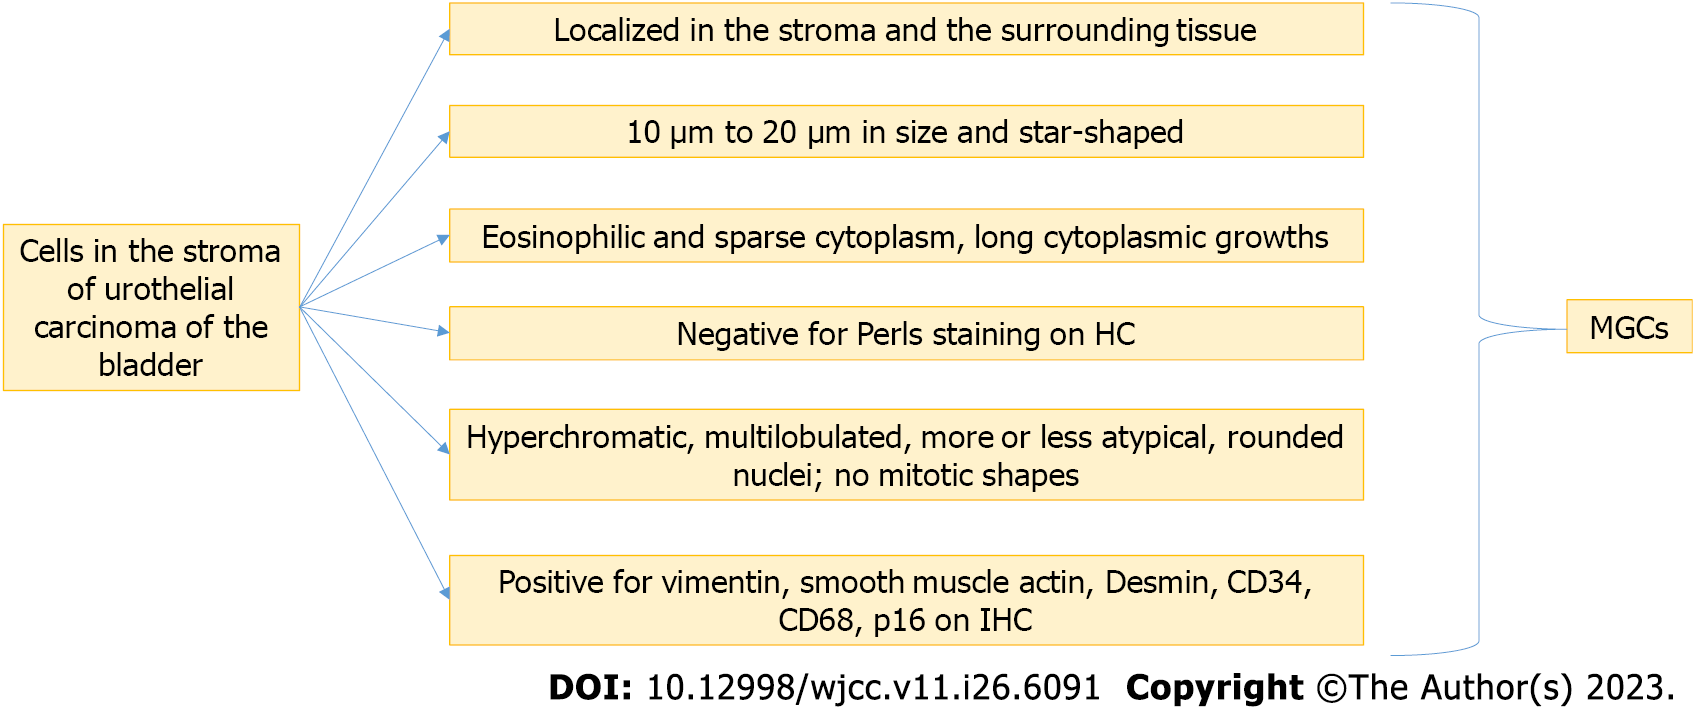 Cells in the stroma
of urothelial
carcinoma of the
bladder
Localized in the stroma and the surrounding tissue
10 µm to 20 µm in size and star-shaped
Eosinophilic and sparse cytoplasm, long cytoplasmic growths
Negative for Perls staining on HC
Hyperchromatic, multilobulated, more or less atypical, rounded
nuclei; no mitotic shapes
Positive for vimentin, smooth muscle actin, Desmin, CD34,
CD68, p16 on IHC
MGCs
DOI: 10.12998/wjcc.v11.i26.6091 Copyright ©The Author(s) 2023.